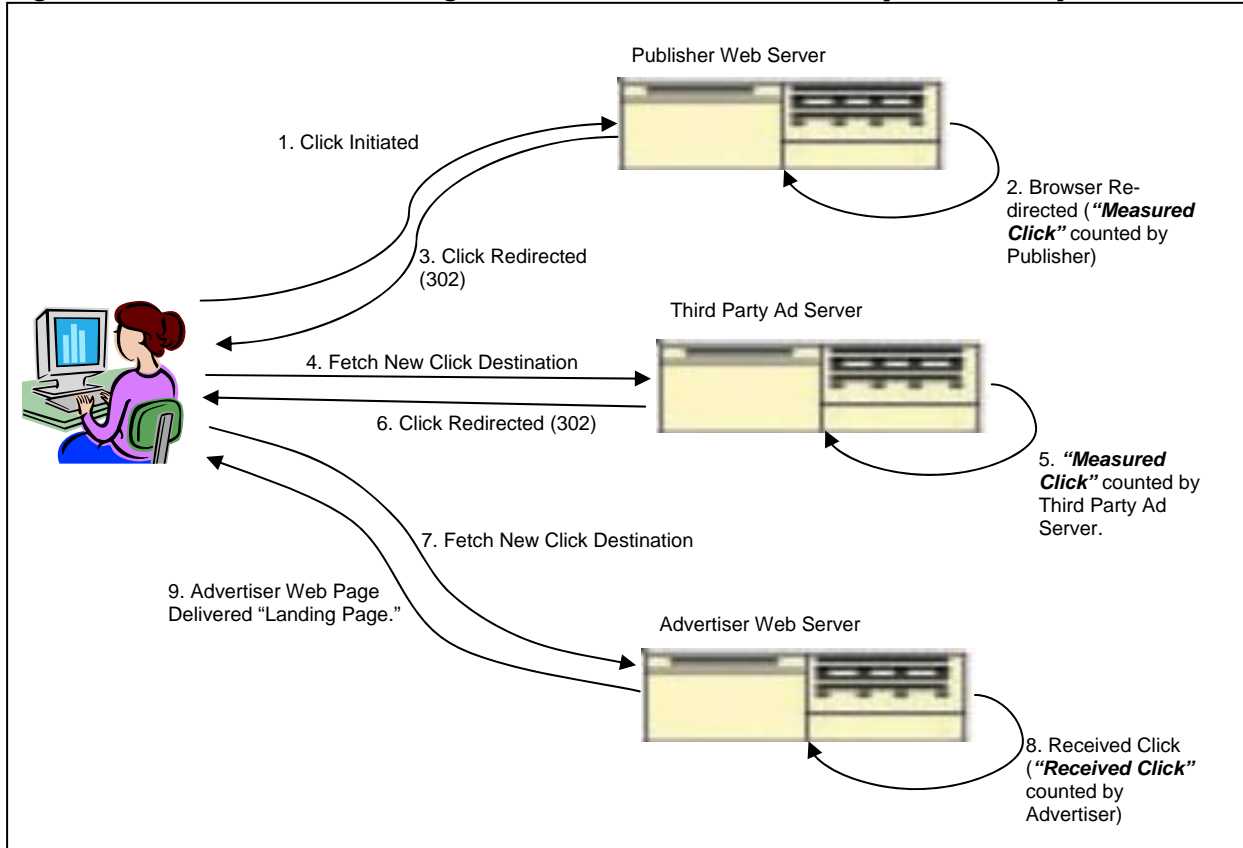 Publisher Web Server
1. Click Initiated
2. Browser Re-
directed (“Measured
Click” counted by
Publisher)
3. Click Redirected
(302)
Third Party Ad Server
4. Fetch New Click Destination
6. Click Redirected (302)
5. “Measured
Click” counted by
Third Party Ad
Server.
7. Fetch New Click Destination
9. Advertiser Web Page
Delivered “Landing Page.”
Advertiser Web Server
8. Received Click
(“Received Click”
counted by
Advertiser)